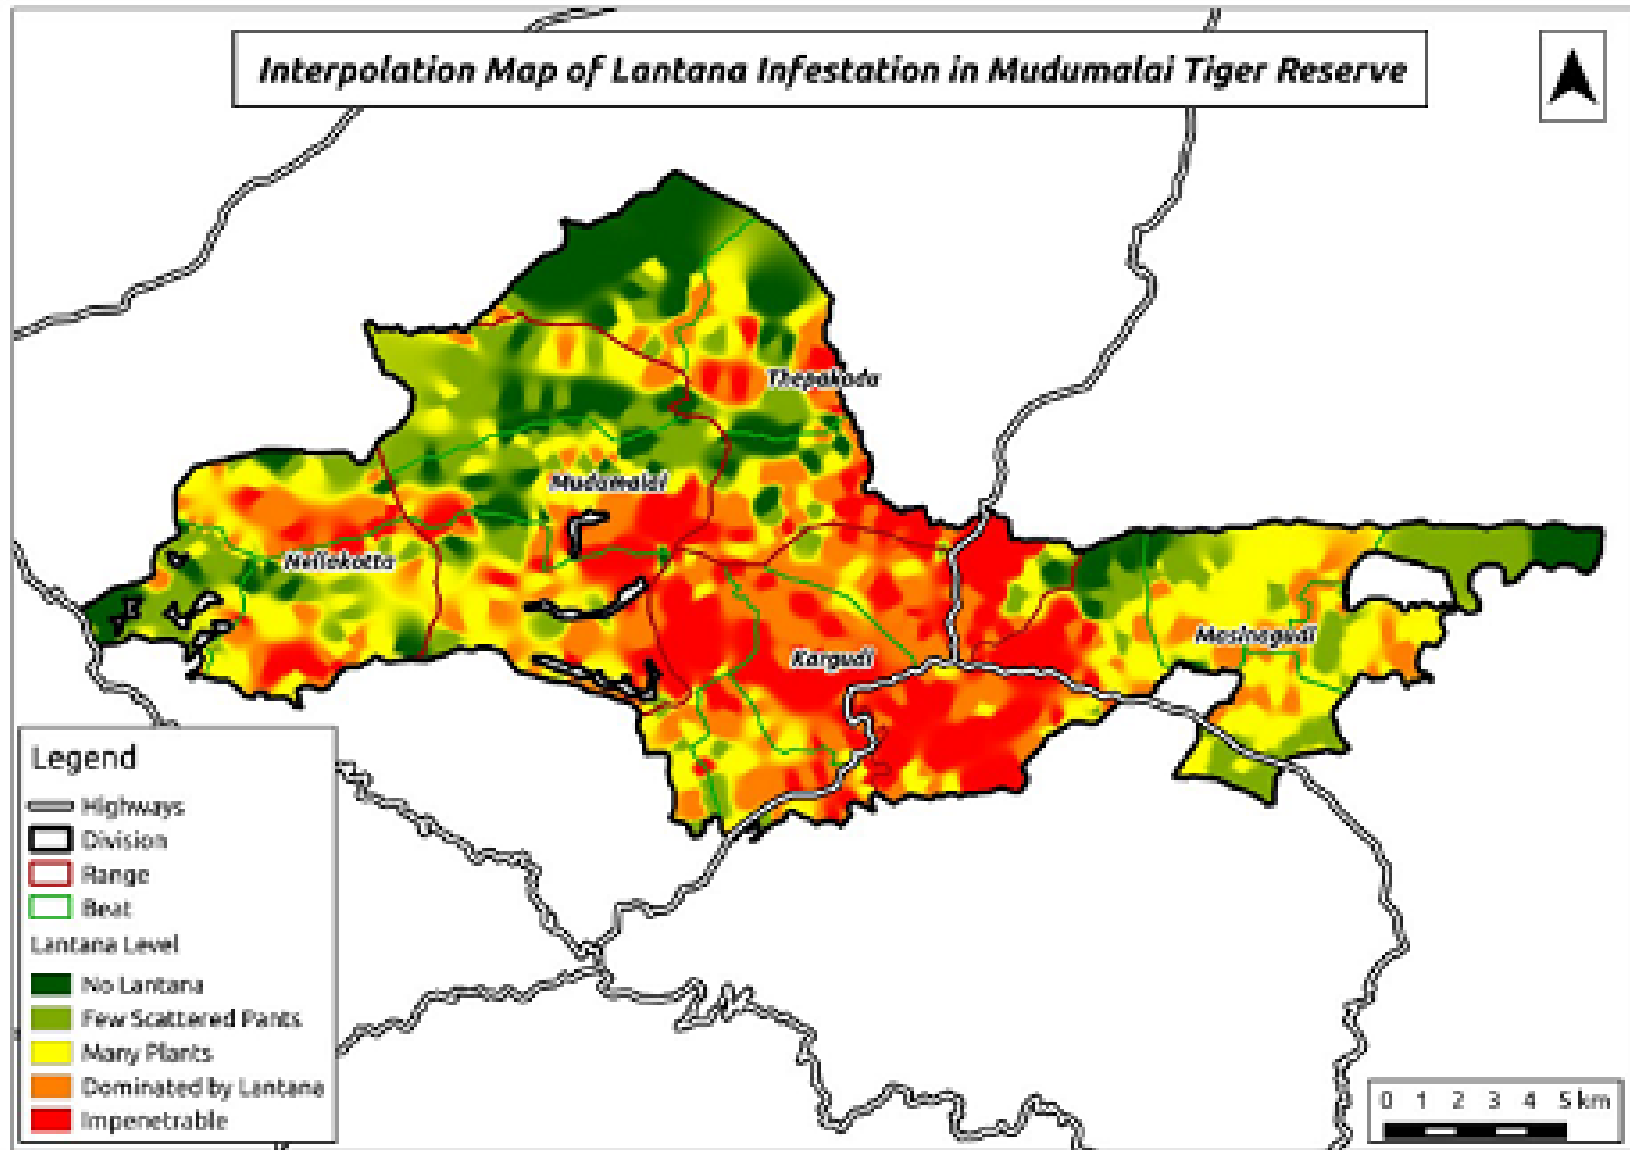 Interpolation Map of Lantana Infestation in Mudumalai Tiger Reserve
Thepakada
Mudumalai
Nellakotta
Masinagudi
Kargudi
Legend
Highways
Division
Range
Beat
Lantana Level
No Lantana
Few Scattered Pants
Many Plants
Dominated by Lantana
Impenetrable
0 1 2 3 4 5 km